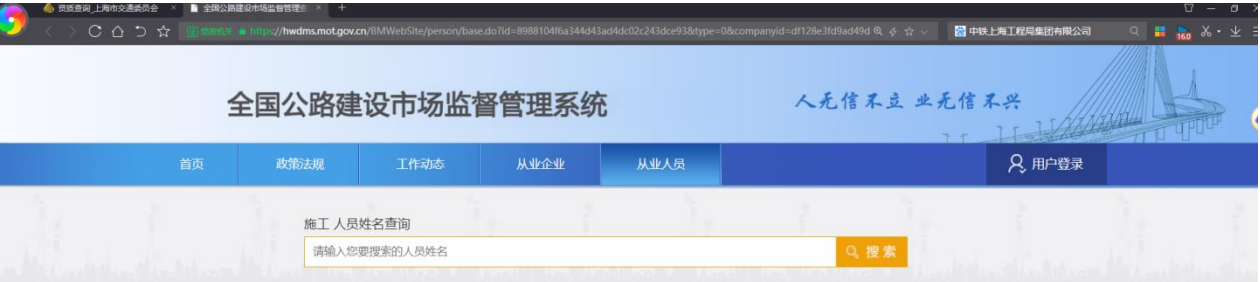 资质查询_上海市交通委员会 × 全国公路建设市场监督管理系 × +
https://hwdms.mot.gov.cn/BMWebSite/person/base.do?id=8988104f6a344d43ad4dc02c243dce93&type=0&companyid=df128e3fd9ad49d 中铁上海工程局集团有限公司 160
全国公路建设市场监督管理系统 人无信不立 业无信不兴
首页 政策法规 工作动态 从业企业 从业人员 用户登录
施工 人员姓名查询
请输入您要搜索的人员姓名 搜 索